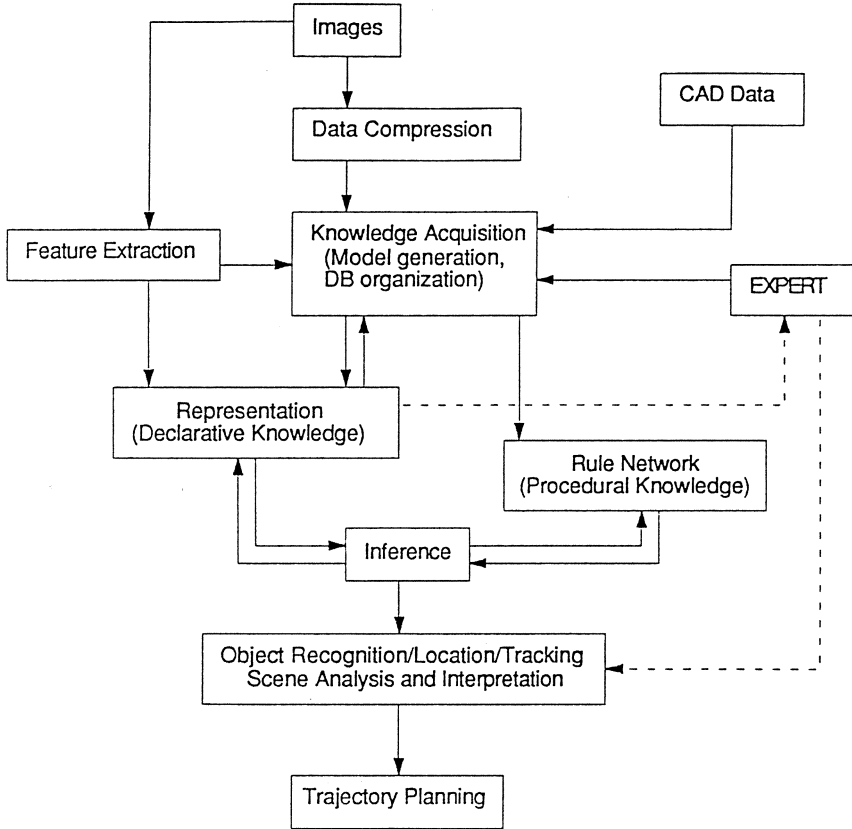 Images
CAD Data
Data Compression
Knowledge Acquisition
(Model generation,
DB organization)
Feature Extraction
EXPERT
Representation
(Declarative Knowledge)
Rule Network
(Procedural Knowledge)
Inference
Object Recognition/Location/Tracking
Scene Analysis and Interpretation
Trajectory Planning